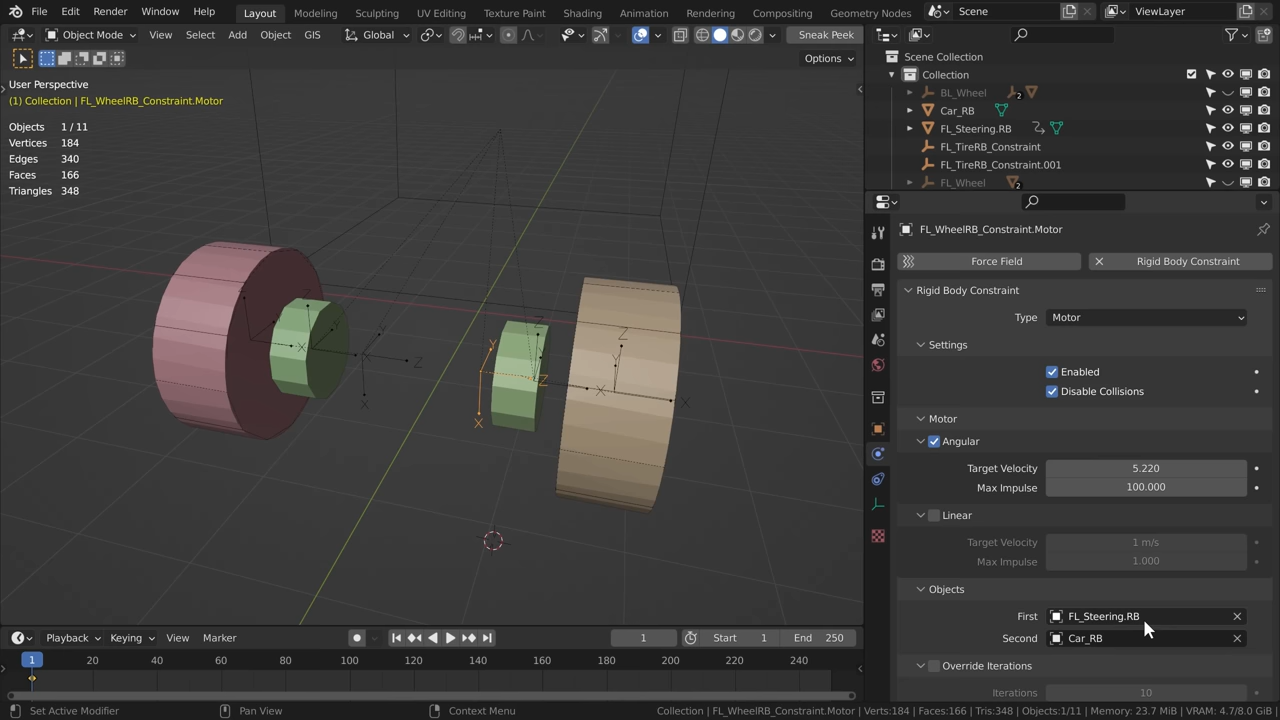 File Edit Render Window Help Layout Modeling Sculpting UV Editing Texture Paint Shading Animation Rendering Compositing Geometry Nodes Scene ViewLayer
Object Mode View Select Add Object GIS Global Sneak Peek
Options
User Perspective
(1) Collection | FL_WheelRB_Constraint.Motor
Objects 1 / 11
Vertices 184
Edges 340
Faces 166
Triangles 348
Z
Y
X
Y
Z
X
Y
X
Z
Z
X
Z
Y
X
Scene Collection
Collection
BL_Wheel 2
Car_RB
FL_Steering.RB
FL_TireRB_Constraint
FL_TireRB_Constraint.001
FL_Wheel 2
FL_WheelRB_Constraint.Motor
Force Field Rigid Body Constraint
Rigid Body Constraint
Type Motor
Settings
Enabled
Disable Collisions
Motor
Angular
Target Velocity 5.220
Max Impulse 100.000
Linear
Target Velocity 1 m/s
Max Impulse 1.000
Objects
First FL_Steering.RB
Second Car_RB
Override Iterations
Iterations 10
Playback Keying View Marker 1 Start 1 End 250
1 20 40 60 80 100 120 140 160 180 200 220 240
Set Active Modifier Pan View Context Menu Collection | FL_WheelRB_Constraint.Motor | Verts:184 | Faces:166 | Tris:348 | Objects:1/11 | Memory: 23.7 MiB | VRAM: 4.7/8.0 GiB